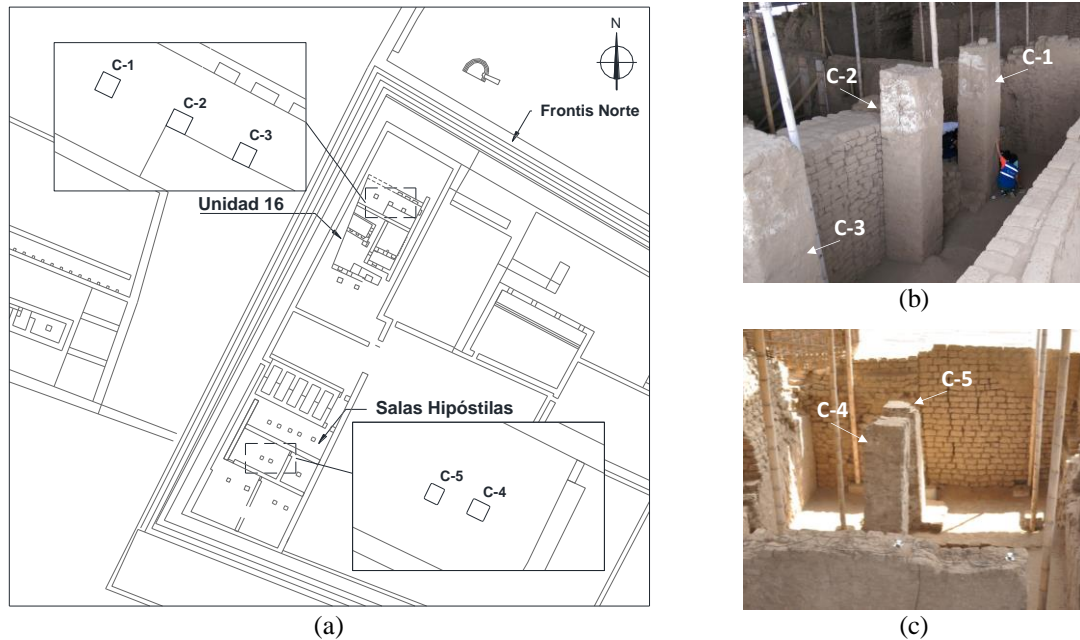 C-1
C-2
C-3
N
Frontis Norte
Unidad 16
Salas Hipóstilas
C-5
C-4
(a)
C-2
C-1
C-3
(b)
C-5
C-4
(c)